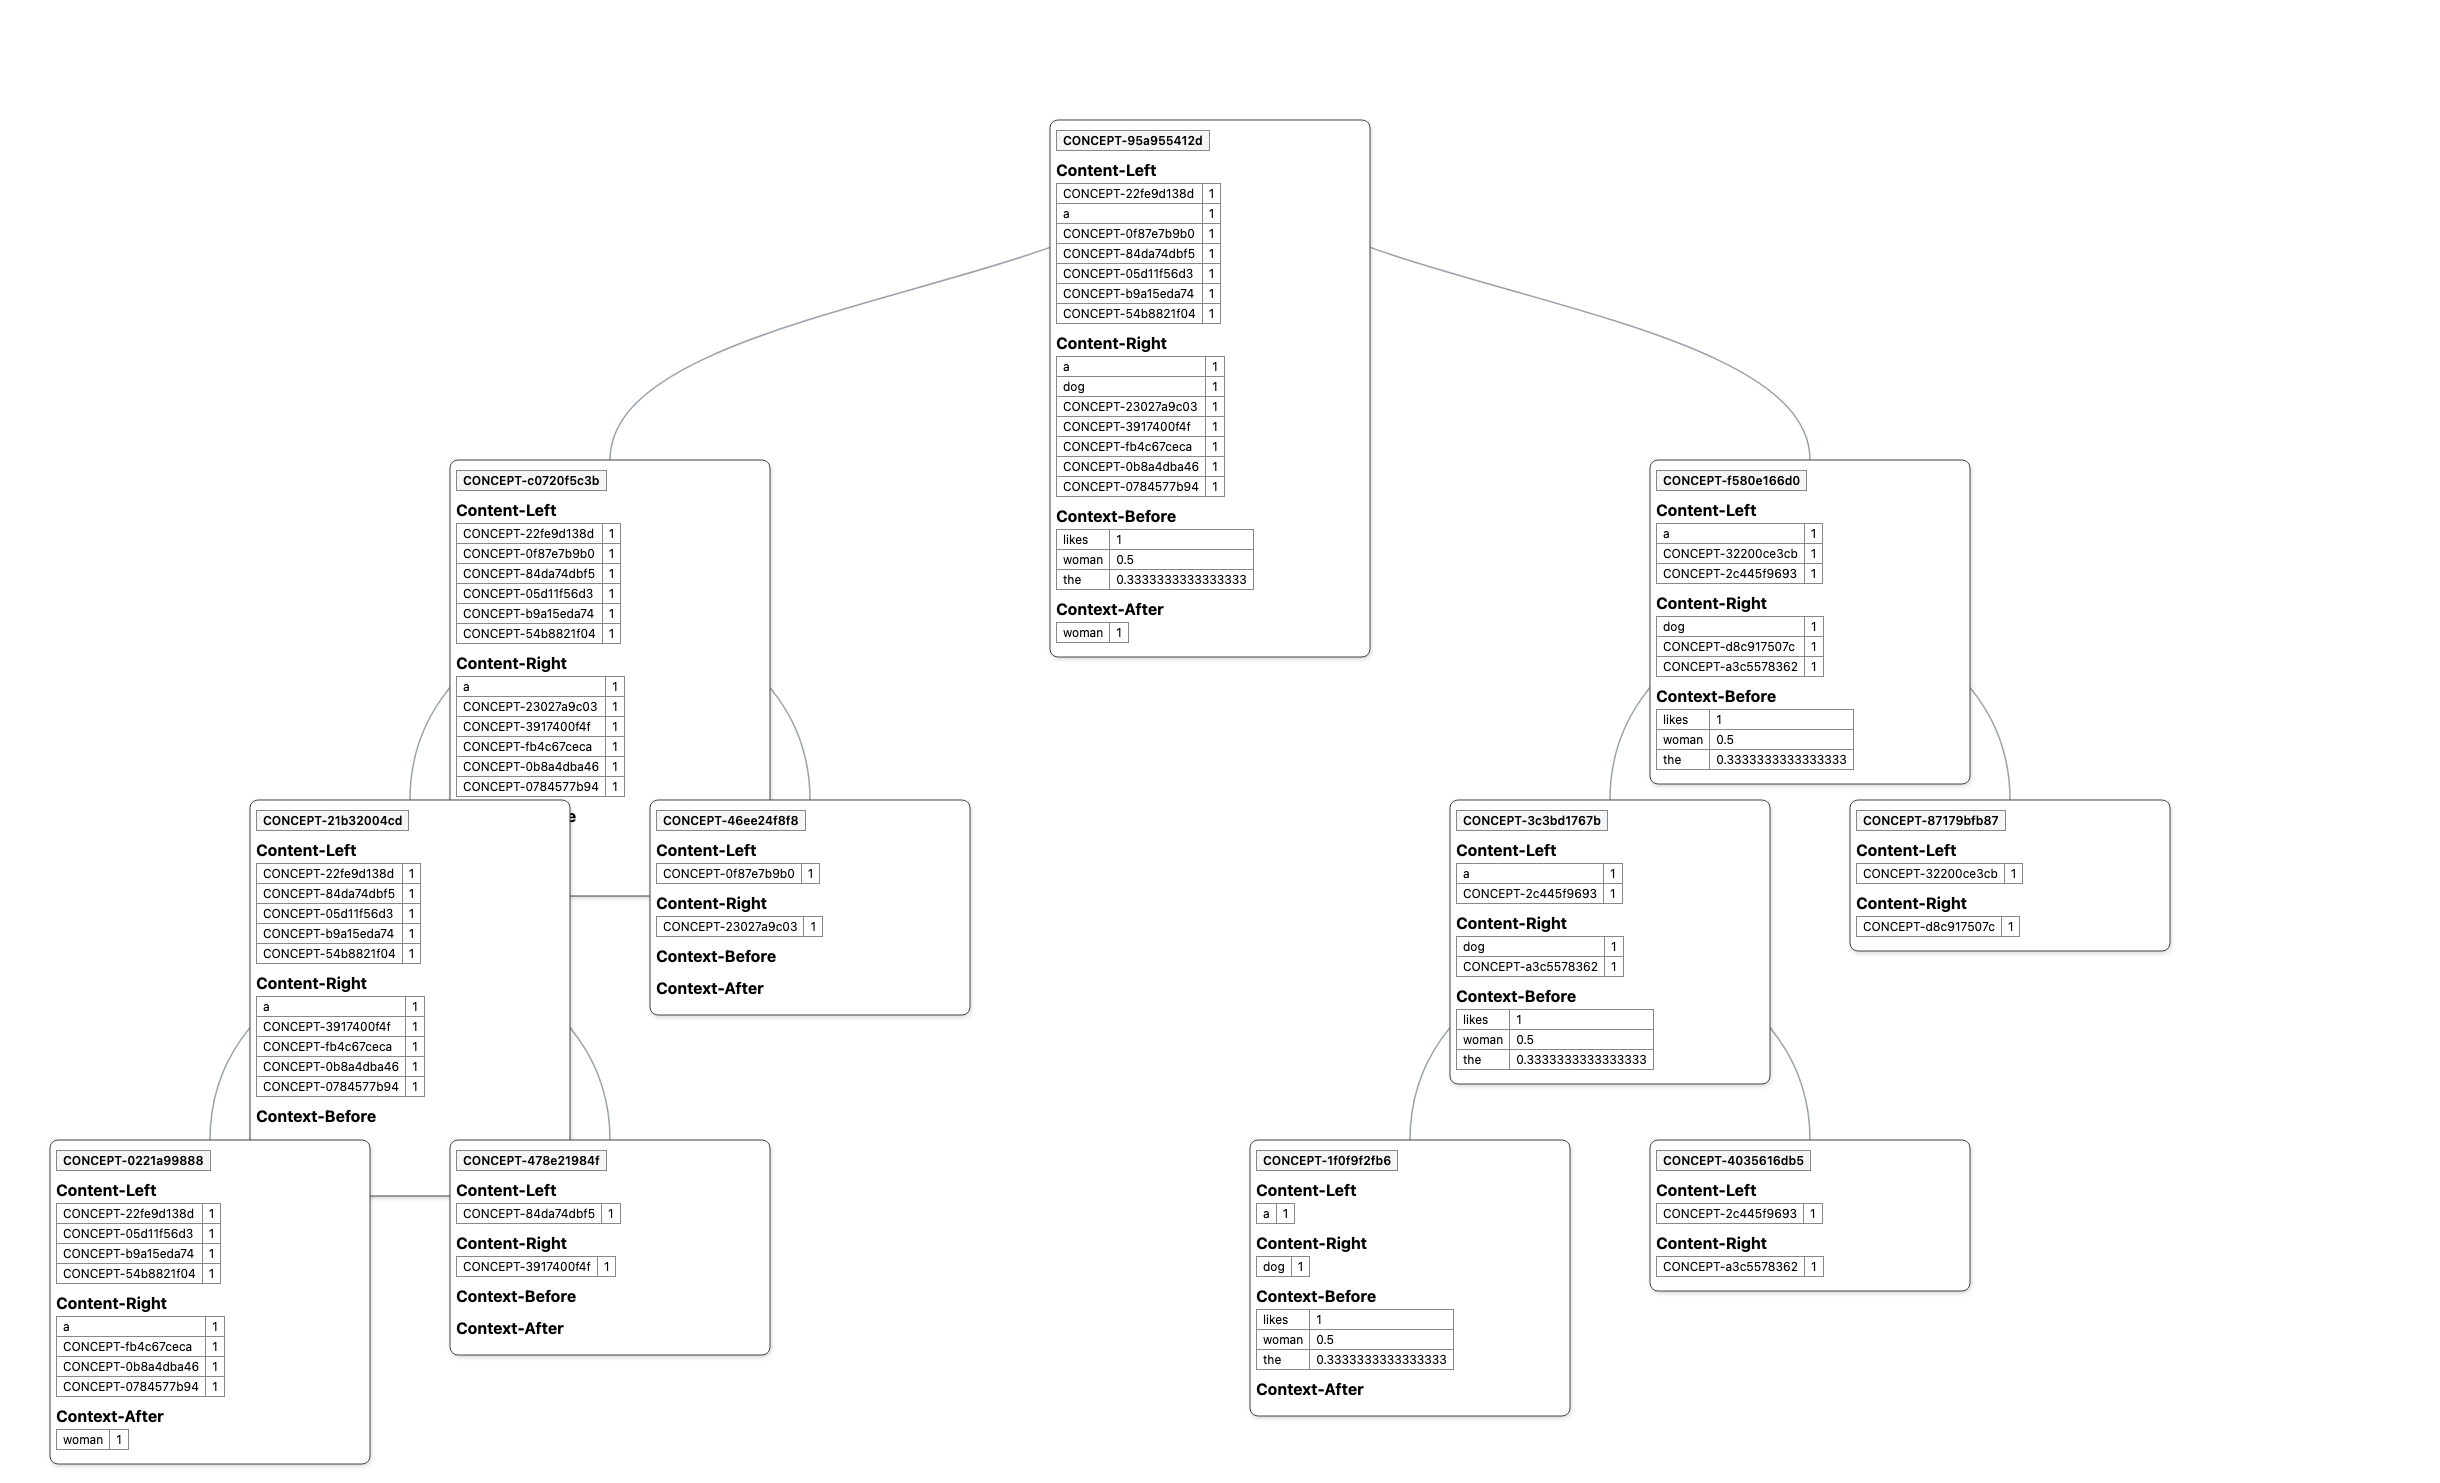 CONCEPT-95a955412d
Content-Left
CONCEPT-22fe9d138d 1
a 1
CONCEPT-0f87e7b9b0 1
CONCEPT-84da74dbf5 1
CONCEPT-05d11f56d3 1
CONCEPT-b9a15eda74 1
CONCEPT-54b8821f04 1
Content-Right
a 1
dog 1
CONCEPT-23027a9c03 1
CONCEPT-3917400f4f 1
CONCEPT-fb4c67ceca 1
CONCEPT-0b8a4dba46 1
CONCEPT-0784577b94 1
Context-Before
likes 1
woman 0.5
the 0.3333333333333333
Context-After
woman 1
CONCEPT-c0720f5c3b
Content-Left
CONCEPT-22fe9d138d 1
CONCEPT-0f87e7b9b0 1
CONCEPT-84da74dbf5 1
CONCEPT-05d11f56d3 1
CONCEPT-b9a15eda74 1
CONCEPT-54b8821f04 1
Content-Right
a 1
CONCEPT-23027a9c03 1
CONCEPT-3917400f4f 1
CONCEPT-fb4c67ceca 1
CONCEPT-0b8a4dba46 1
CONCEPT-0784577b94 1
CONCEPT-f580e166d0
Content-Left
a 1
CONCEPT-32200ce3cb 1
CONCEPT-2c445f9693 1
Content-Right
dog 1
CONCEPT-d8c917507c 1
CONCEPT-a3c5578362 1
Context-Before
likes 1
woman 0.5
the 0.3333333333333333
CONCEPT-21b32004cd
Content-Left
CONCEPT-22fe9d138d 1
CONCEPT-84da74dbf5 1
CONCEPT-05d11f56d3 1
CONCEPT-b9a15eda74 1
CONCEPT-54b8821f04 1
Content-Right
a 1
CONCEPT-3917400f4f 1
CONCEPT-fb4c67ceca 1
CONCEPT-0b8a4dba46 1
CONCEPT-0784577b94 1
Context-Before
CONCEPT-46ee24f8f8
Content-Left
CONCEPT-0f87e7b9b0 1
Content-Right
CONCEPT-23027a9c03 1
Context-Before
Context-After
CONCEPT-3c3bd1767b
Content-Left
a 1
CONCEPT-2c445f9693 1
Content-Right
dog 1
CONCEPT-a3c5578362 1
Context-Before
likes 1
woman 0.5
the 0.3333333333333333
CONCEPT-87179bfb87
Content-Left
CONCEPT-32200ce3cb 1
Content-Right
CONCEPT-d8c917507c 1
CONCEPT-0221a99888
Content-Left
CONCEPT-22fe9d138d 1
CONCEPT-05d11f56d3 1
CONCEPT-b9a15eda74 1
CONCEPT-54b8821f04 1
Content-Right
a 1
CONCEPT-fb4c67ceca 1
CONCEPT-0b8a4dba46 1
CONCEPT-0784577b94 1
Context-After
woman 1
CONCEPT-478e21984f
Content-Left
CONCEPT-84da74dbf5 1
Content-Right
CONCEPT-3917400f4f 1
Context-Before
Context-After
CONCEPT-1f0f9f2fb6
Content-Left
a 1
Content-Right
dog 1
Context-Before
likes 1
woman 0.5
the 0.3333333333333333
Context-After
CONCEPT-4035616db5
Content-Left
CONCEPT-2c445f9693 1
Content-Right
CONCEPT-a3c5578362 1